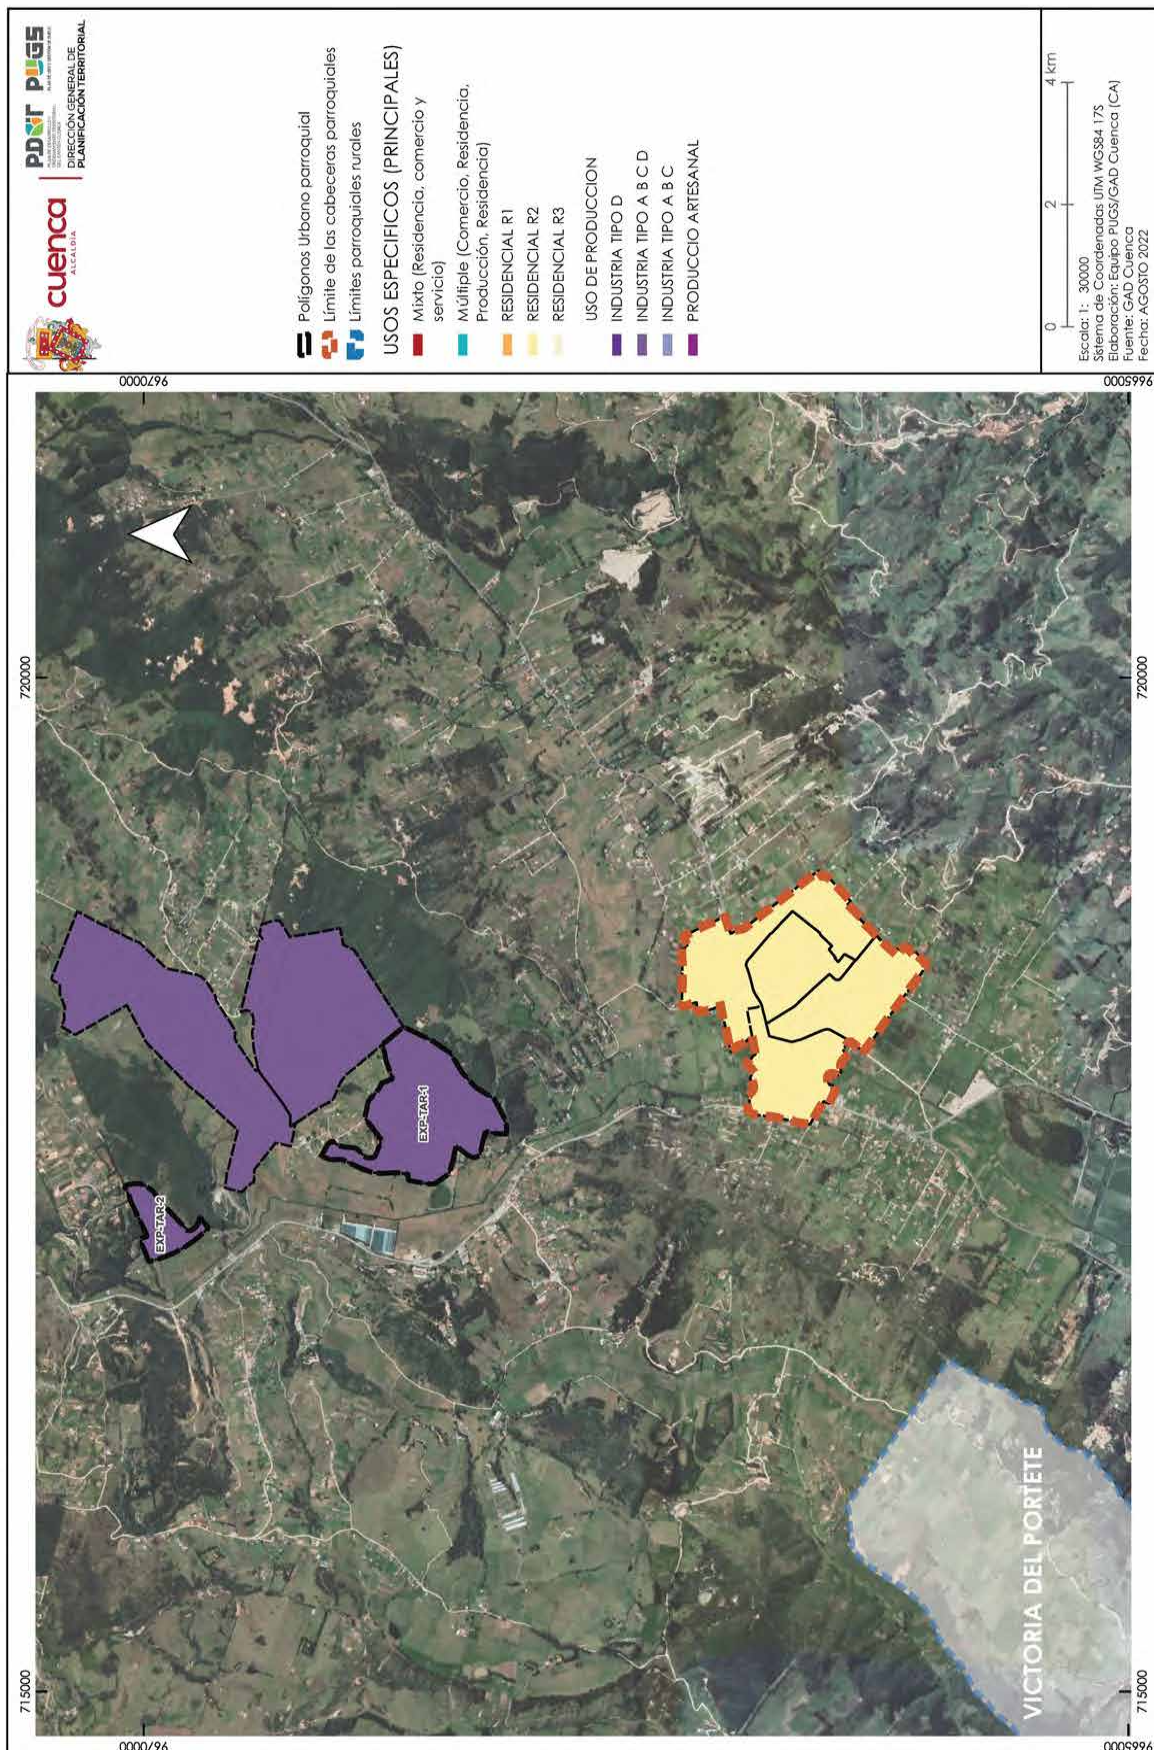 cuenca
ALCALDÍA
PDOT PUGS
DIRECCIÓN GENERAL DE
PLANIFICACIÓN TERRITORIAL
Polígonos Urbano parroquial
Límite de las cabeceras parroquiales
Límites parroquiales rurales
USOS ESPECIFICOS (PRINCIPALES)
Mixto (Residencia, comercio y
servicio)
Múltiple (Comercio, Residencia,
Producción, Residencia)
RESIDENCIAL R1
RESIDENCIAL R2
RESIDENCIAL R3
USO DE PRODUCCION
INDUSTRIA TIPO D
INDUSTRIA TIPO A B C D
INDUSTRIA TIPO A B C
PRODUCCIO ARTESANAL
0 2 4 km
Escala: 1: 30000
Sistema de Coordenadas UTM WGS84 17S
Elaboración: Equipo PUGS/GAD Cuenca (CA)
Fuente: GAD Cuenca
Fecha: AGOSTO 2022
715000
720000
9670000
9670000
EXP-TAR-2
EXP-TAR-1
VICTORIA DEL PORTETE
9665000
9665000
715000
720000